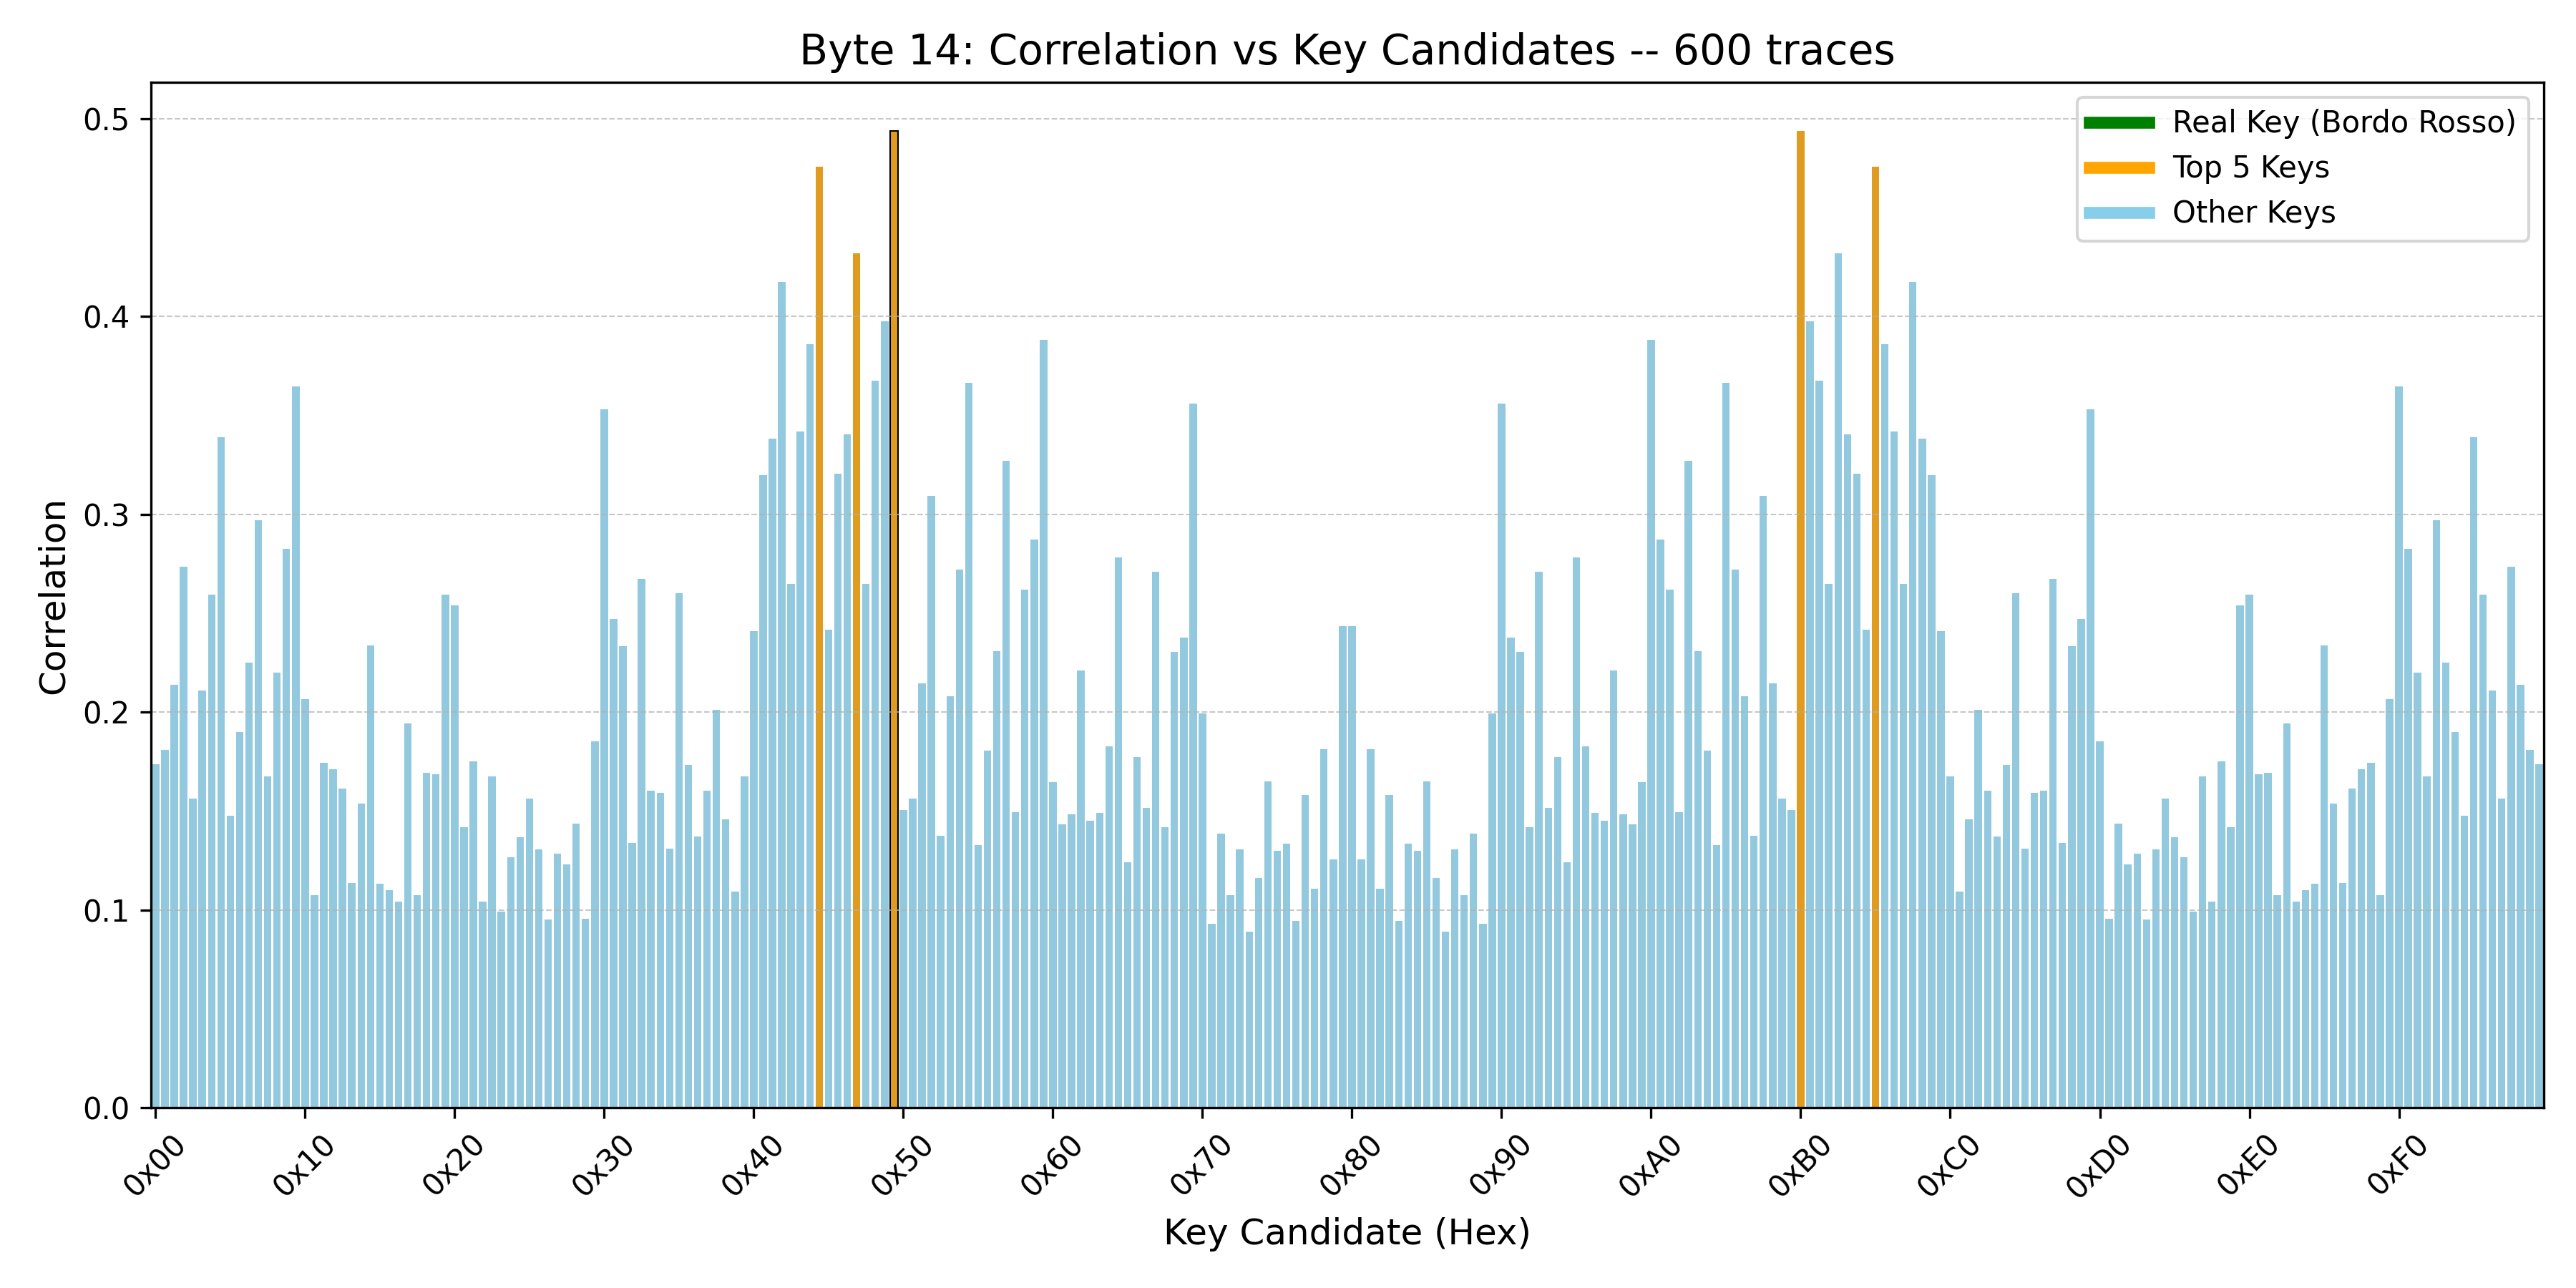 Byte 14: Correlation vs Key Candidates -- 600 traces
Real Key (Bordo Rosso)
Top 5 Keys
Other Keys
Correlation
0.5
0.4
0.3
0.2
0.1
0.0
0x00 0x10 0x20 0x30 0x40 0x50 0x60 0x70 0x80 0x90 0xA0 0xB0 0xC0 0xD0 0xE0 0xF0
Key Candidate (Hex)